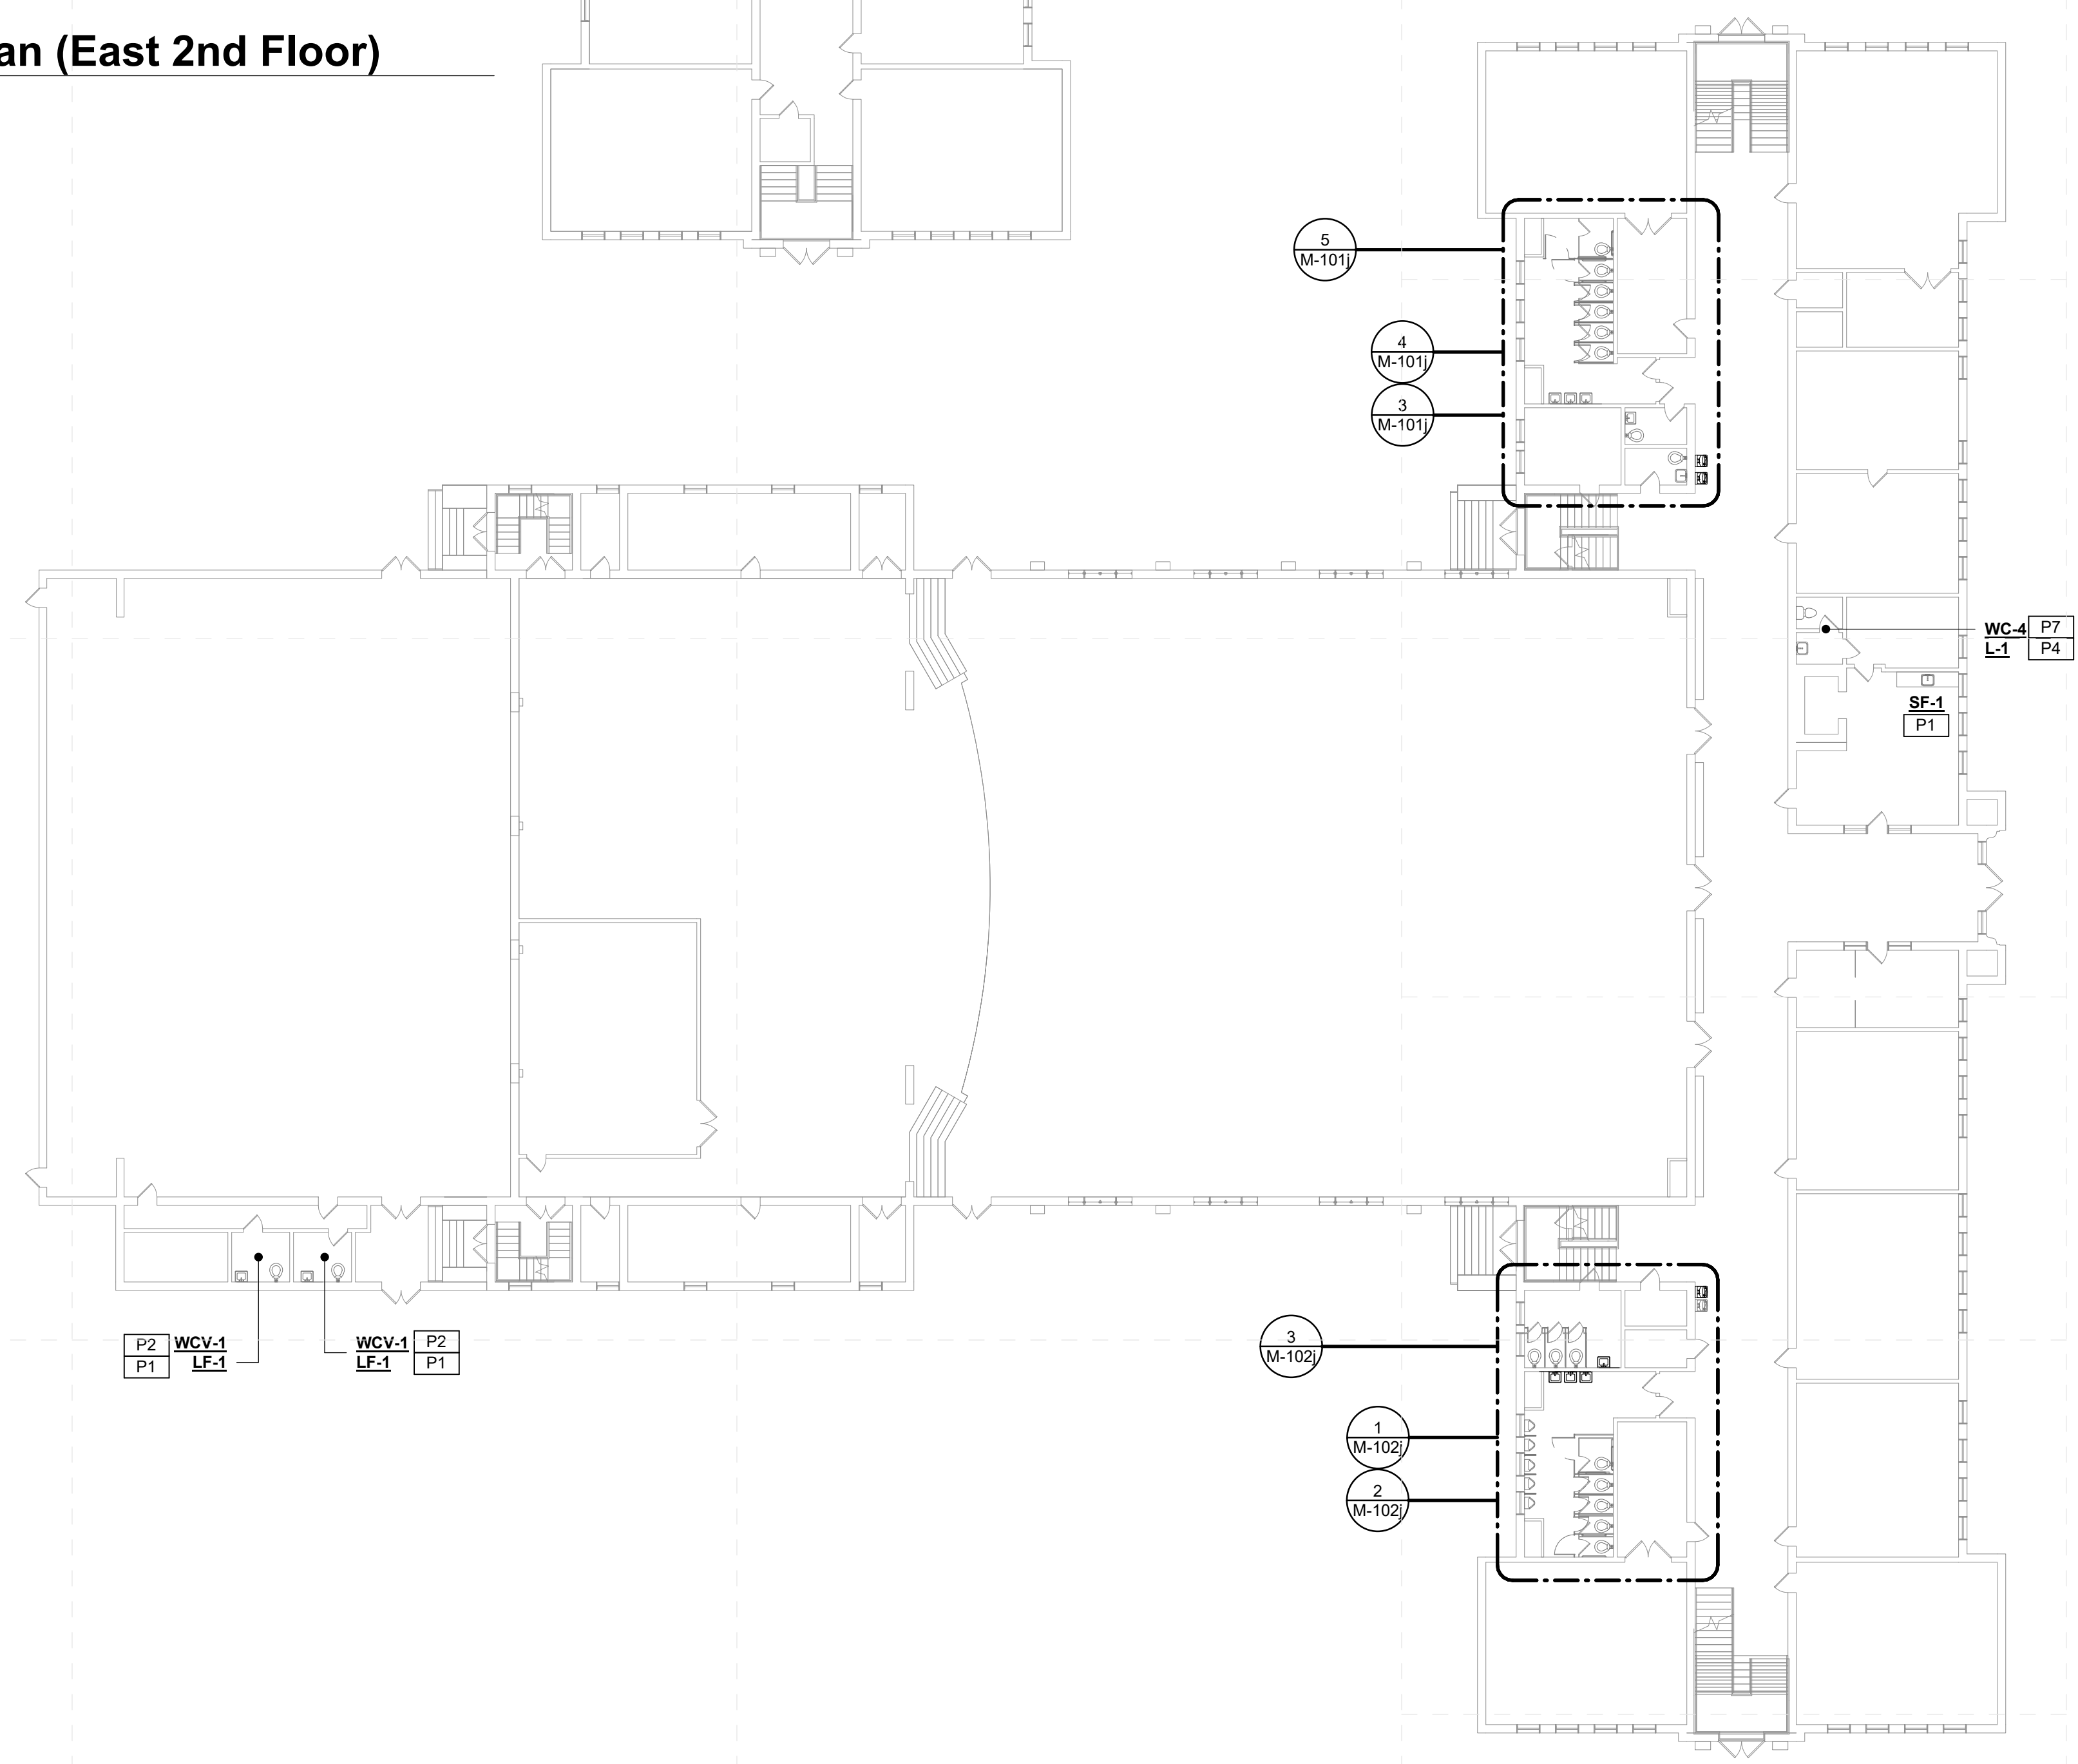 an (East 2nd Floor)
5
M-101j
4
M-101j
3
M-101j
WC-4 P7
L-1 P4
SF-1
P1
P2 WCV-1
P1 LF-1
WCV-1 P2
LF-1 P1
3
M-102j
1
M-102j
2
M-102j